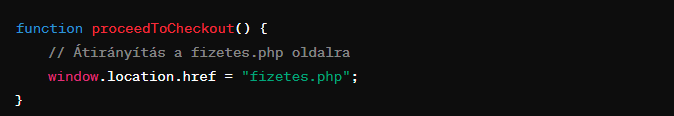 function proceedToCheckout() {
    // Átirányítás a fizetes.php oldalra
    window.location.href = "fizetes.php";
}